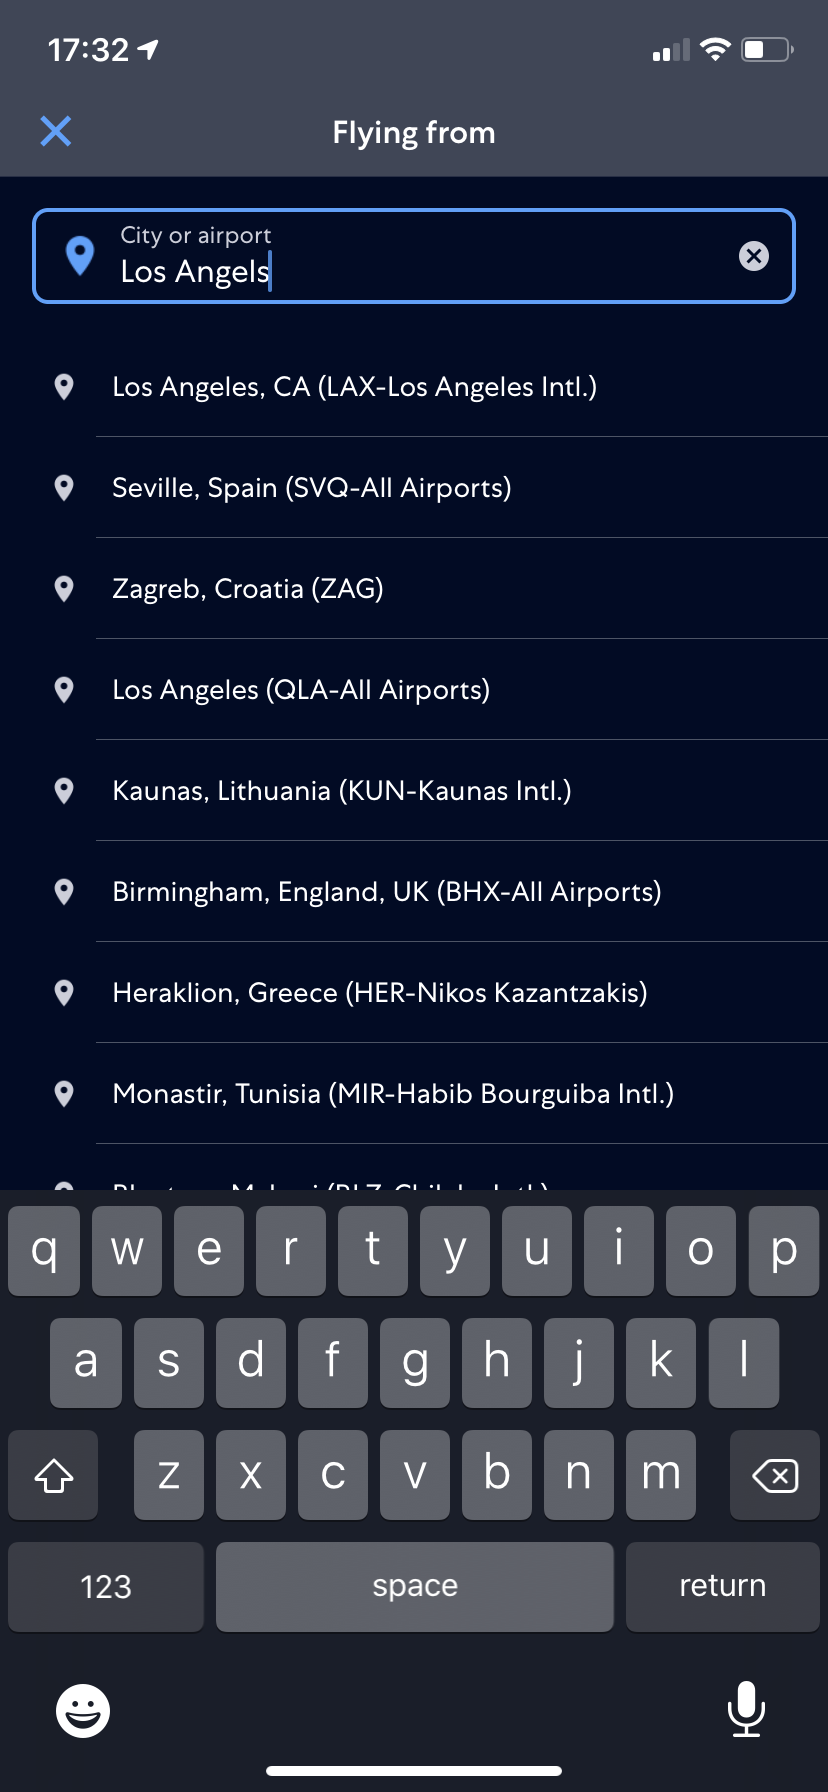 17:32
Flying from
City or airport
Los Angels
Los Angeles, CA (LAX-Los Angeles Intl.)
Seville, Spain (SVQ-All Airports)
Zagreb, Croatia (ZAG)
Los Angeles (QLA-All Airports)
Kaunas, Lithuania (KUN-Kaunas Intl.)
Birmingham, England, UK (BHX-All Airports)
Heraklion, Greece (HER-Nikos Kazantzakis)
Monastir, Tunisia (MIR-Habib Bourguiba Intl.)
q w e r t y u i o p
a s d f g h j k l
z x c v b n m
123 space return